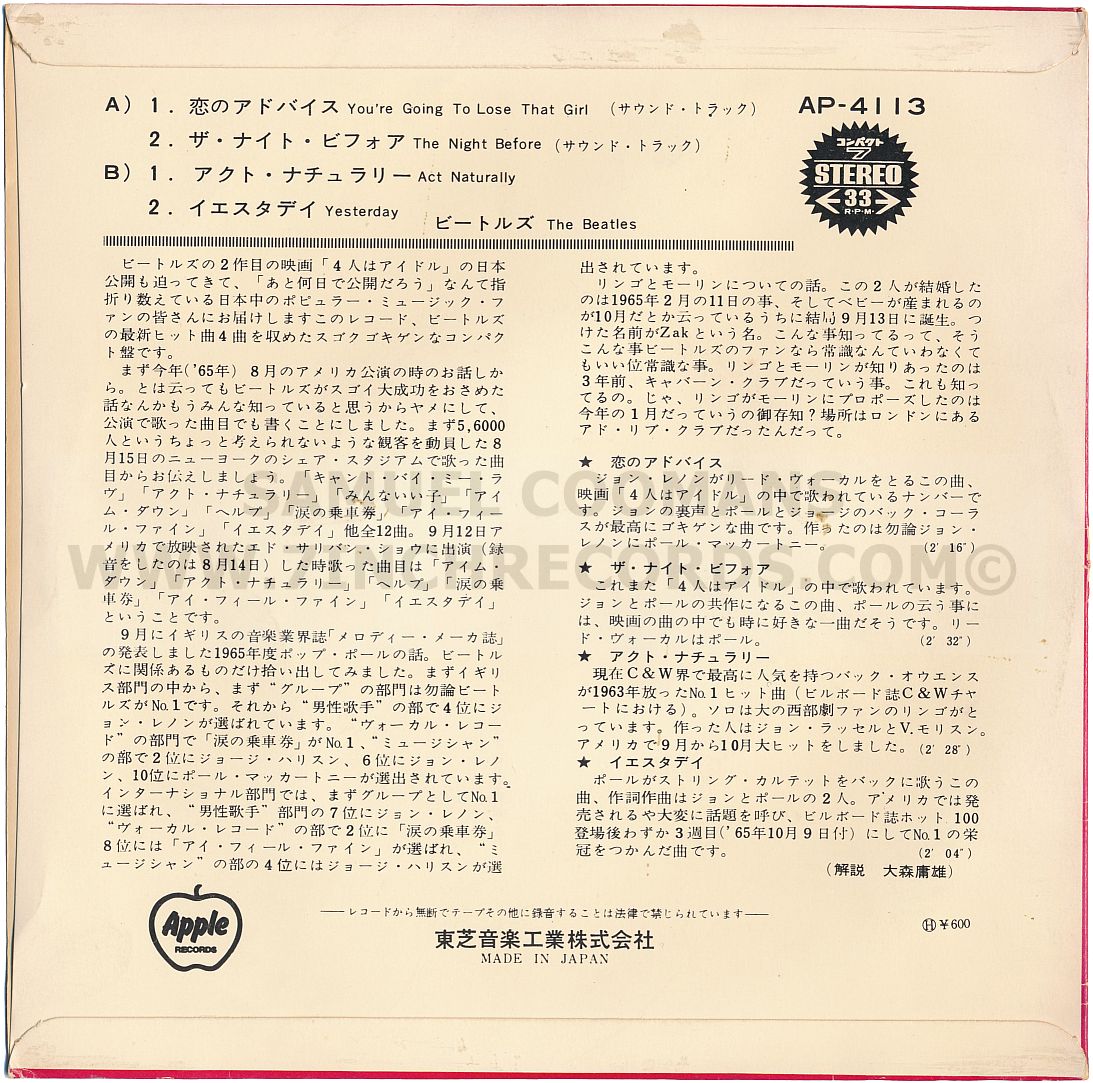 A) 1. 恋のアドバイス You're Going To Lose That Girl (サウンド・トラック)
2. ザ・ナイト・ビフォア The Night Before (サウンド・トラック)
B) 1. アクト・ナチュラリー Act Naturally
2. イエスタデイ Yesterday
ビートルズ The Beatles
AP-4113
コンパクト
7
STEREO
33
R.P.M.
ビートルズの2作目の映画「4人はアイドル」の日本
公開も迫ってきて、「あと何日で公開だろう」なんて指
折り数えている日本中のポピュラー・ミュージック・フ
ァンの皆さんにお届けしますこのレコード、ビートルズ
の最新ヒット曲4曲を収めたスゴクゴキゲンなコンパク
ト盤です。
まず今年('65年) 8月のアメリカ公演の時のお話しか
ら。とは云ってもビートルズがスゴイ大成功をおさめた
話なんかもうみんな知っていると思うからヤメにして、
公演で歌った曲目でも書くことにしました。まず5,6000
人というちょっと考えられないような観客を動員した8
月15日のニューヨークのシェア・スタジアムで歌った曲
目からお伝えしましょう。「キャント・バイ・ミー・ラ
ヴ」「アクト・ナチュラリー」「みんないい子」「アイ
ム・ダウン」「ヘルプ」「涙の乗車券」「アイ・フィー
ル・ファイン」「イエスタデイ」他全12曲。9月12日ア
メリカで放映されたエド・サリバン・ショウに出演(録
音をしたのは8月14日)した時歌った曲目は「アイム・
ダウン」「アクト・ナチュラリー」「ヘルプ」「涙の乗
車券」「アイ・フィール・ファイン」「イエスタデイ」
ということです。
9月にイギリスの音楽業界誌「メロディー・メーカ誌」
の発表しました1965年度ポップ・ポールの話。ビートル
ズに関係あるものだけ拾い出してみました。まずイギリ
ス部門の中から、まず“グループ”の部門は勿論ビート
ルズがNo.1です。それから“男性歌手”の部で4位にジ
ョン・レノンが選ばれています。“ヴォーカル・レコー
ド”の部門で「涙の乗車券」がNo.1、“ミュージシャン”
の部で2位にジョージ・ハリスン、6位にジョン・レノ
ン、10位にポール・マッカートニーが選出されています。
インターナショナル部門では、まずグループとしてNo.1
に選ばれ、“男性歌手”部門の7位にジョン・レノン、
“ヴォーカル・レコード”の部で2位に「涙の乗車券」
8位には「アイ・フィール・ファイン」が選ばれ、“ミ
ュージシャン”の部の4位にはジョージ・ハリスンが選
出されています。
リンゴとモーリンについての話。この2人が結婚した
のは1965年2月の11日の事、そしてベビーが産まれるの
が10月だとか云っているうちに結局9月13日に誕生。つ
けた名前がZakという名。こんな事知ってるって、そう
こんな事ビートルズのファンなら常識なんていわなくて
もいい位常識な事。リンゴとモーリンが知りあったのは
3年前、キャバーン・クラブだっていう事。これも知っ
てるの。じゃ、リンゴがモーリンにプロポーズしたのは
今年の1月だっていうの御存知?場所はロンドンにある
アド・リブ・クラブだったんだって。
★ 恋のアドバイス
ジョン・レノンがリード・ヴォーカルをとるこの曲、
映画「4人はアイドル」の中で歌われているナンバーで
す。ジョンの裏声とポールとジョージのバック・コーラ
スが最高にゴキゲンな曲です。作ったのは勿論ジョン・
レノンにポール・マッカートニー。 (2′16″)
★ ザ・ナイト・ビフォア
これまた「4人はアイドル」の中で歌われています。
ジョンとポールの共作になるこの曲、ポールの云う事に
は、映画の曲の中でも時に好きな一曲だそうです。リー
ド・ヴォーカルはポール。 (2′32″)
★ アクト・ナチュラリー
現在C&W界で最高に人気を持つバック・オウエンス
が1963年放ったNo.1ヒット曲(ビルボード誌C&Wチャ
ートにおける)。ソロは大の西部劇ファンのリンゴがと
っています。作った人はジョン・ラッセルとV.モリスン。
アメリカで9月から10月大ヒットをしました。(2′28″)
★ イエスタデイ
ポールがストリング・カルテットをバックに歌うこの
曲、作詞作曲はジョンとポールの2人。アメリカでは発
売されるや大変に話題を呼び、ビルボード誌ホット100
登場後わずか3週目('65年10月9日付)にしてNo.1の栄
冠をつかんだ曲です。 (2′04″)
(解説 大森庸雄)
SAMUEL COOMANS
WWW.YEINCHRECORDS.COM©
Apple
RECORDS
──レコードから無断でテープその他に録音することは法律で禁じられています──
東芝音楽工業株式会社
MADE IN JAPAN
Ⓗ¥600